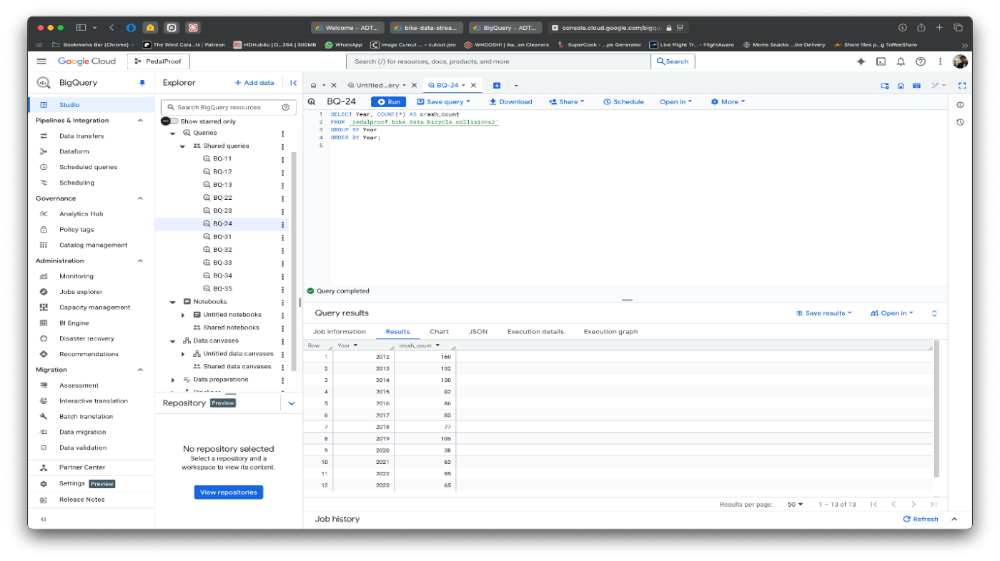 Welcome – ADT...
bike-data-strea...
BigQuery – ADT...
console.cloud.google.com/bigqu
Bookmarks Bar (Chrome)
The Wind Cala...ts | Patreon
HDHub4u | D...264 | 300MB
WhatsApp
Image Cutout ... – cutout.pro
WHOOSH! | Aw...en Cleaners
SuperCook - ...pe Generator
Live Flight Tr... - FlightAware
Moms Snacks ...ine Delivery
Share files p...g ToffeeShare
Google Cloud
PedalProof
Search (/) for resources, docs, products, and more
Search
BigQuery
Studio
Pipelines & Integration
Data transfers
Dataform
Scheduled queries
Scheduling
Governance
Analytics Hub
Policy tags
Catalog management
Administration
Monitoring
Jobs explorer
Capacity management
BI Engine
Disaster recovery
Recommendations
Migration
Assessment
Interactive translation
Batch translation
Data migration
Data validation
Partner Center
Settings Preview
Release Notes
Explorer
+ Add data
Search BigQuery resources
Show starred only
Queries
Shared queries
BQ-11
BQ-12
BQ-13
BQ-22
BQ-23
BQ-24
BQ-31
BQ-32
BQ-33
BQ-34
BQ-35
Notebooks
Untitled notebooks
Shared notebooks
Data canvases
Untitled data canvases
Shared data canvases
Data preparations
Repository Preview
No repository selected
Select a repository and a
workspace to view its content.
View repositories
Untitled...ery
BQ-24
BQ-24
Run
Save query
Download
Share
Schedule
Open in
More
1 SELECT Year, COUNT(*) AS crash_count
2 FROM `pedalproof.bike_data.bicycle_collisions2`
3 GROUP BY Year
4 ORDER BY Year;
5
Query completed
Query results
Save results
Open in
Job information
Results
Chart
JSON
Execution details
Execution graph
Row Year crash_count
1 2012 160
2 2013 132
3 2014 130
4 2015 82
5 2016 86
6 2017 85
7 2018 77
8 2019 105
9 2020 38
10 2021 63
11 2022 95
12 2023 65
Results per page: 50 1 – 13 of 13
Job history
Refresh